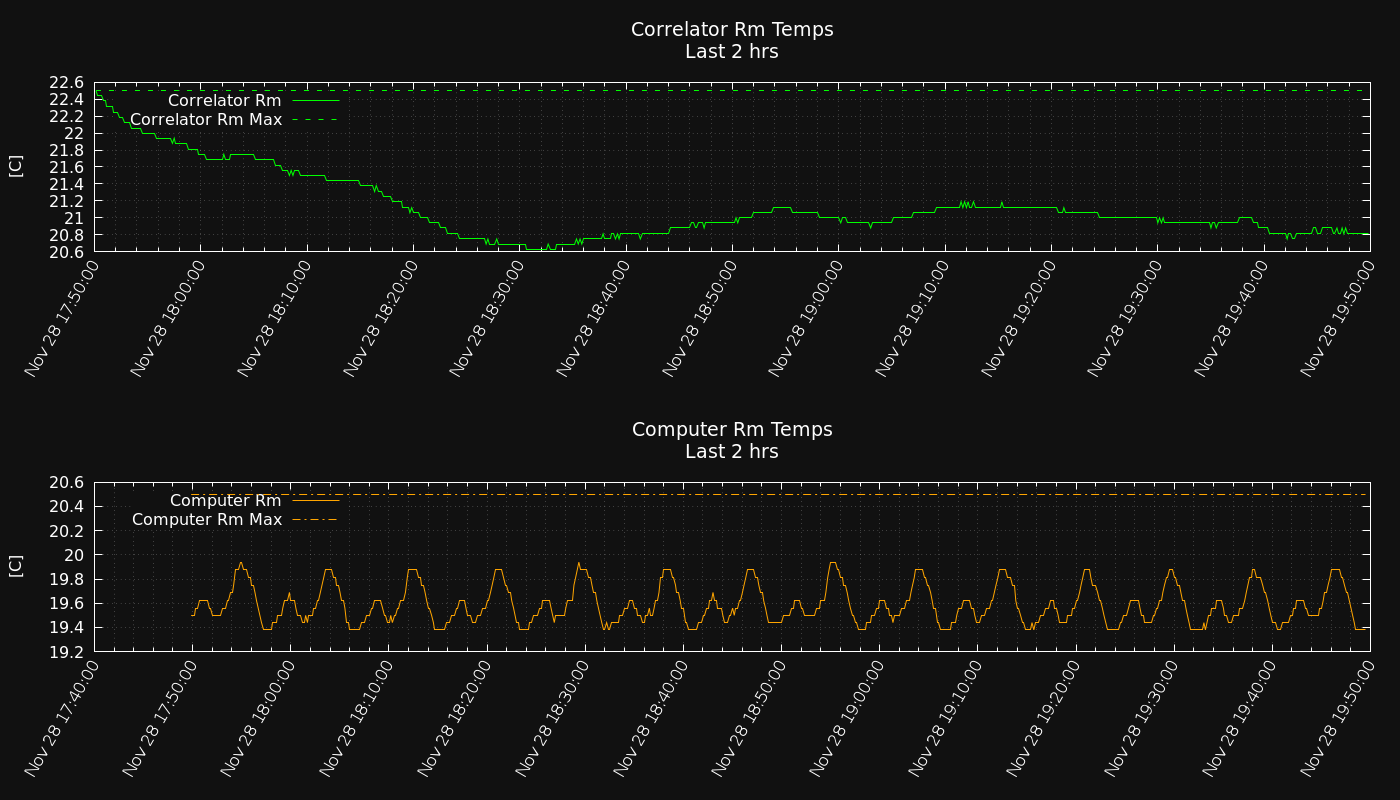 Correlator Rm Temps
Last 2 hrs
22.6
22.4
22.2
22
21.8
21.6
21.4
21.2
21
20.8
20.6
[C]
Correlator Rm
Correlator Rm Max
Nov 28 17:50:00
Nov 28 18:00:00
Nov 28 18:10:00
Nov 28 18:20:00
Nov 28 18:30:00
Nov 28 18:40:00
Nov 28 18:50:00
Nov 28 19:00:00
Nov 28 19:10:00
Nov 28 19:20:00
Nov 28 19:30:00
Nov 28 19:40:00
Nov 28 19:50:00
Computer Rm Temps
Last 2 hrs
20.6
20.4
20.2
20
19.8
19.6
19.4
19.2
[C]
Computer Rm
Computer Rm Max
Nov 28 17:40:00
Nov 28 17:50:00
Nov 28 18:00:00
Nov 28 18:10:00
Nov 28 18:20:00
Nov 28 18:30:00
Nov 28 18:40:00
Nov 28 18:50:00
Nov 28 19:00:00
Nov 28 19:10:00
Nov 28 19:20:00
Nov 28 19:30:00
Nov 28 19:40:00
Nov 28 19:50:00